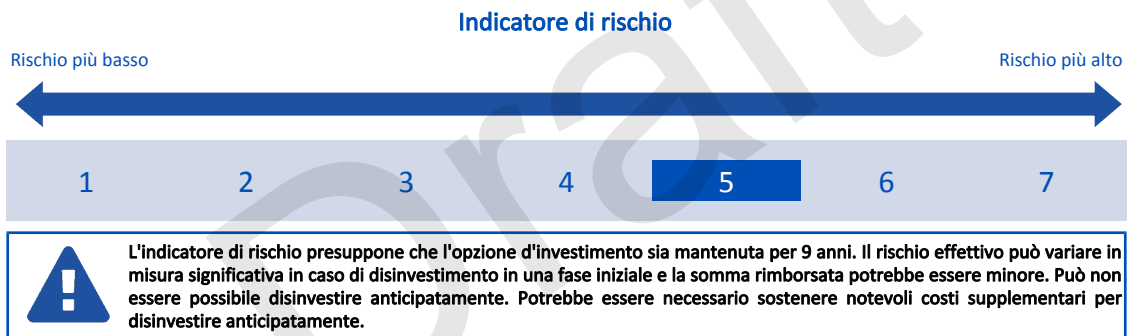 Indicatore di rischio
Rischio più basso
Rischio più alto
1 2 3 4 5 6 7
L'indicatore di rischio presuppone che l'opzione d'investimento sia mantenuta per 9 anni. Il rischio effettivo può variare in
misura significativa in caso di disinvestimento in una fase iniziale e la somma rimborsata potrebbe essere minore. Può non
essere possibile disinvestire anticipatamente. Potrebbe essere necessario sostenere notevoli costi supplementari per
disinvestire anticipatamente.
Draft